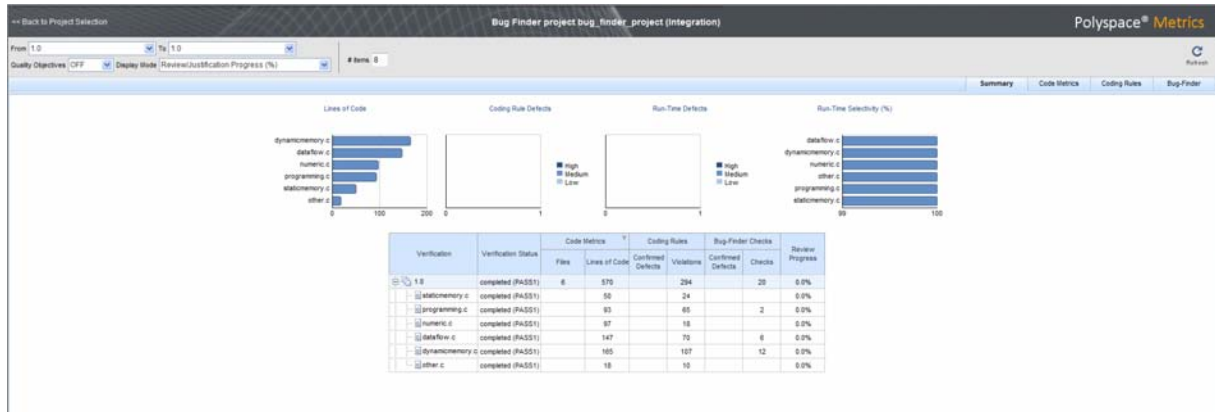 << Back to Project Selection
Bug Finder project bug_finder_project (Integration)
Polyspace® Metrics
From 1.0 To 1.0
Quality Objectives OFF Display Mode Review/Justification Progress (%)
# items 8
Refresh
Summary Code Metrics Coding Rules Bug-Finder
Lines of Code
dynamicmemory.c
dataflow.c
numeric.c
programming.c
staticmemory.c
other.c
0 100 200
Coding Rule Defects
High
Medium
Low
0 1
Run-Time Defects
High
Medium
Low
0 1
Run-Time Selectivity (%)
dataflow.c
dynamicmemory.c
numeric.c
other.c
programming.c
staticmemory.c
99 100
Verification Verification Status Code Metrics Coding Rules Bug-Finder Checks Review Progress
Files Lines of Code Confirmed Defects Violations Confirmed Defects Checks
1.0 completed (PASS1) 6 570 294 20 0.0%
staticmemory.c completed (PASS1) 50 24 0.0%
programming.c completed (PASS1) 93 65 2 0.0%
numeric.c completed (PASS1) 97 18 0.0%
dataflow.c completed (PASS1) 147 70 6 0.0%
dynamicmemory.c completed (PASS1) 165 107 12 0.0%
other.c completed (PASS1) 18 10 0.0%